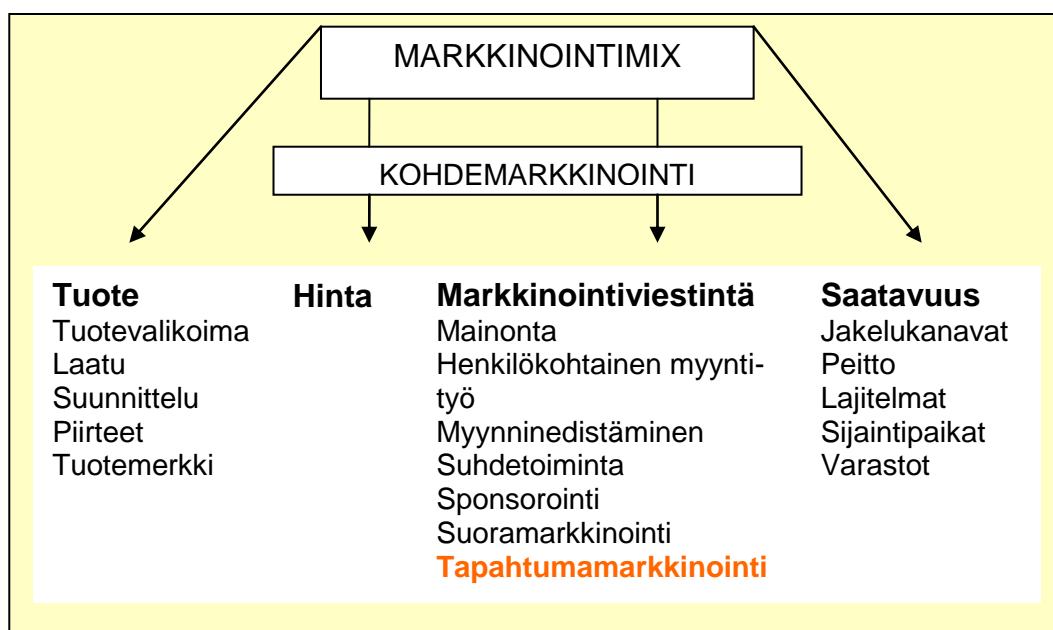 MARKKINOINTIMIX
KOHDEMARKKINOINTI
Tuote
Tuotevalikoima
Laatu
Suunnittelu
Piirteet
Tuotemerkki
Hinta
Markkinointiviestintä
Mainonta
Henkilökohtainen myynti-
työ
Myynninedistäminen
Suhdetoiminta
Sponsorointi
Suoramarkkinointi
Tapahtumamarkkinointi
Saatavuus
Jakelukanavat
Peitto
Lajitelmat
Sijaintipaikat
Varastot